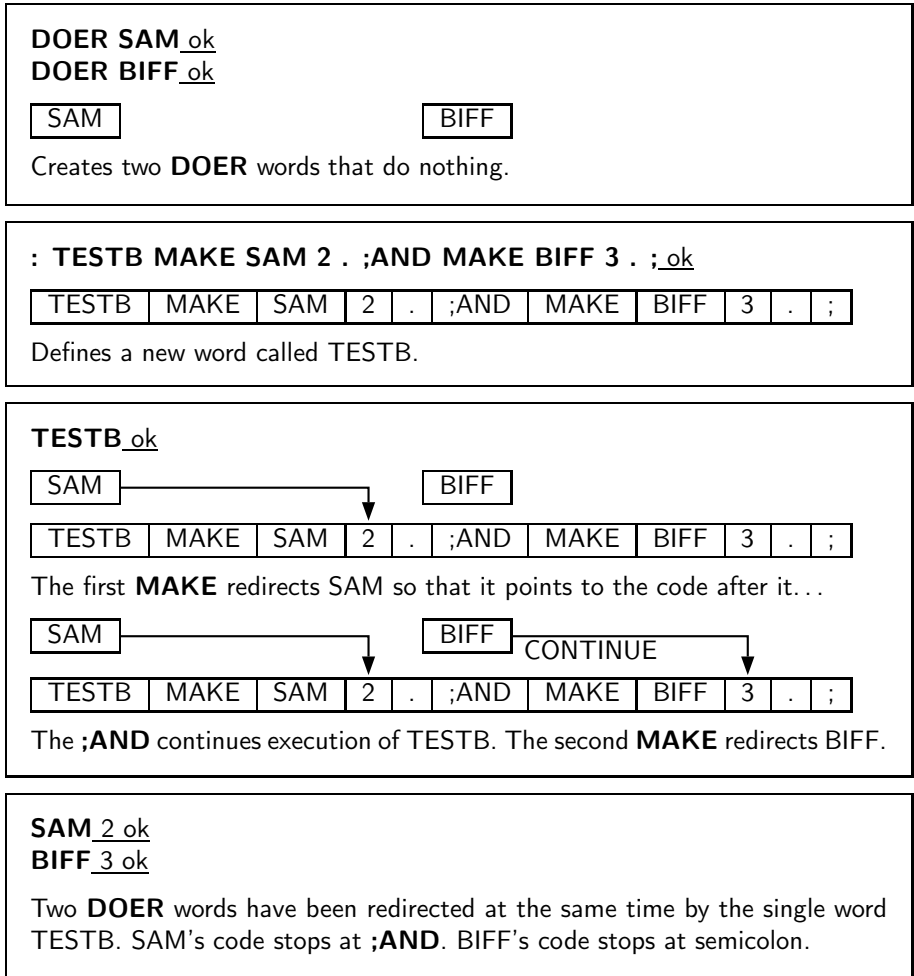 DOER SAM ok
DOER BIFF ok
SAM BIFF
Creates two DOER words that do nothing.
: TESTB MAKE SAM 2 . ;AND MAKE BIFF 3 . ; ok
TESTB MAKE SAM 2 . ;AND MAKE BIFF 3 . ;
Defines a new word called TESTB.
TESTB ok
SAM BIFF
TESTB MAKE SAM 2 . ;AND MAKE BIFF 3 . ;
The first MAKE redirects SAM so that it points to the code after it...
SAM BIFF CONTINUE
TESTB MAKE SAM 2 . ;AND MAKE BIFF 3 . ;
The ;AND continues execution of TESTB. The second MAKE redirects BIFF.
SAM 2 ok
BIFF 3 ok
Two DOER words have been redirected at the same time by the single word
TESTB. SAM's code stops at ;AND. BIFF's code stops at semicolon.